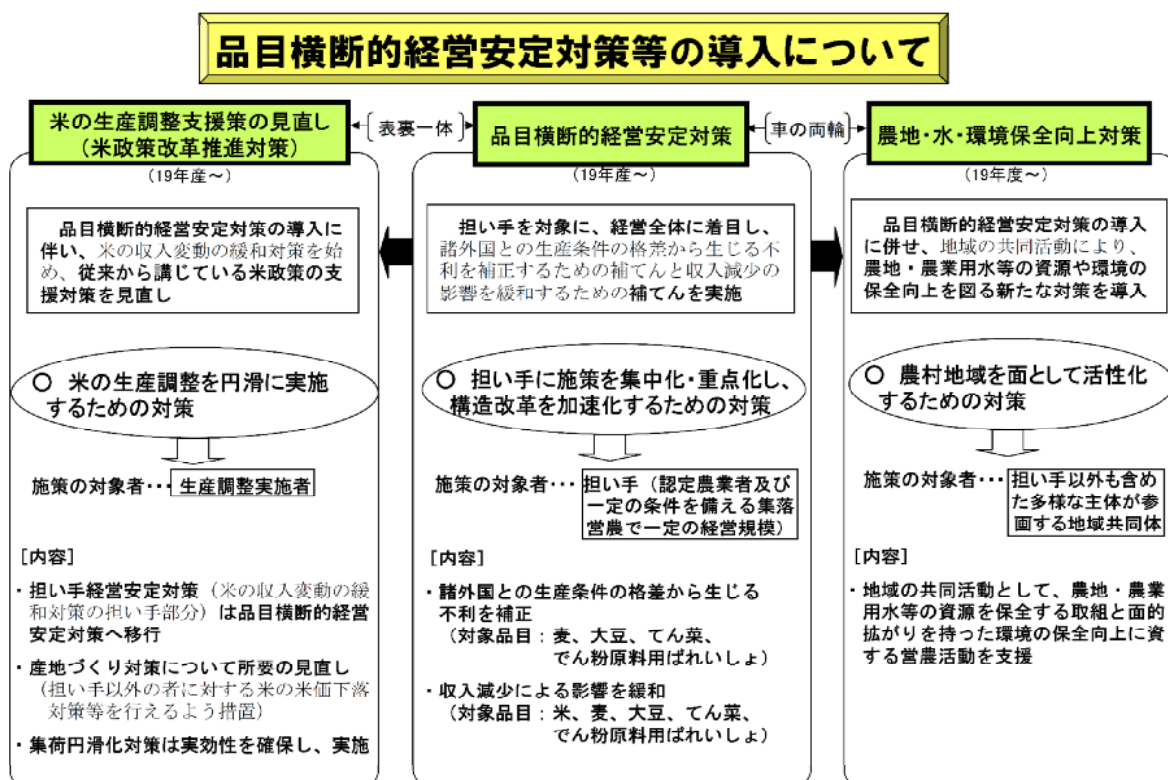 品目横断的経営安定対策等の導入について
米の生産調整支援策の見直し
(米政策改革推進対策)
表裏一体
品目横断的経営安定対策
車の両輪
農地・水・環境保全向上対策
(19年産~)
品目横断的経営安定対策の導入に
伴い、米の収入変動の緩和対策を始
め、従来から講じている米政策の支
援対策を見直し
○ 米の生産調整を円滑に実施
するための対策
施策の対象者・・・ 生産調整実施者
[内容]
・担い手経営安定対策(米の収入変動の緩
和対策の担い手部分)は品目横断的経営
安定対策へ移行
・産地づくり対策について所要の見直し
(担い手以外の者に対する米の米価下落
対策等を行えるよう措置)
・集荷円滑化対策は実効性を確保し、実施
(19年産~)
担い手を対象に、経営全体に着目し、
諸外国との生産条件の格差から生じる不
利を補正するための補てんと収入減少の
影響を緩和するための補てんを実施
○ 担い手に施策を集中化・重点化し、
構造改革を加速化するための対策
施策の対象者・・・ 担い手(認定農業者及び
一定の条件を備える集落
営農で一定の経営規模)
[内容]
・諸外国との生産条件の格差から生じる
不利を補正
(対象品目:麦、大豆、てん菜、
でん粉原料用ばれいしょ)
・収入減少による影響を緩和
(対象品目:米、麦、大豆、てん菜、
でん粉原料用ばれいしょ)
(19年度~)
品目横断的経営安定対策の導入
に併せ、地域の共同活動により、
農地・農業用水等の資源や環境の
保全向上を図る新たな対策を導入
○ 農村地域を面として活性化
するための対策
施策の対象者・・・ 担い手以外も含め
た多様な主体が参
画する地域共同体
[内容]
・地域の共同活動として、農地・農業
用水等の資源を保全する取組と面的
拡がりを持った環境の保全向上に資
する営農活動を支援